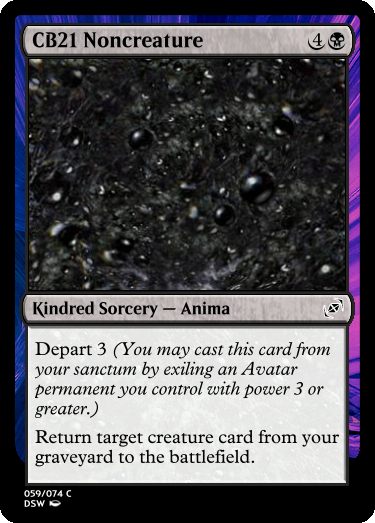 CB21 Noncreature 4
Kindred Sorcery — Anima
Depart 3 (You may cast this card from
your sanctum by exiling an Avatar
permanent you control with power 3 or
greater.)
Return target creature card from your
graveyard to the battlefield.
059/074 C
DSW